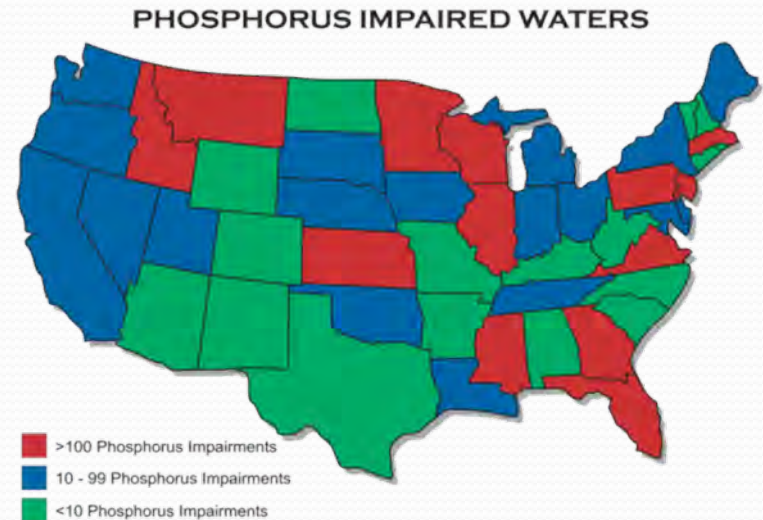 PHOSPHORUS IMPAIRED WATERS
>100 Phosphorus Impairments
10 - 99 Phosphorus Impairments
<10 Phosphorus Impairments